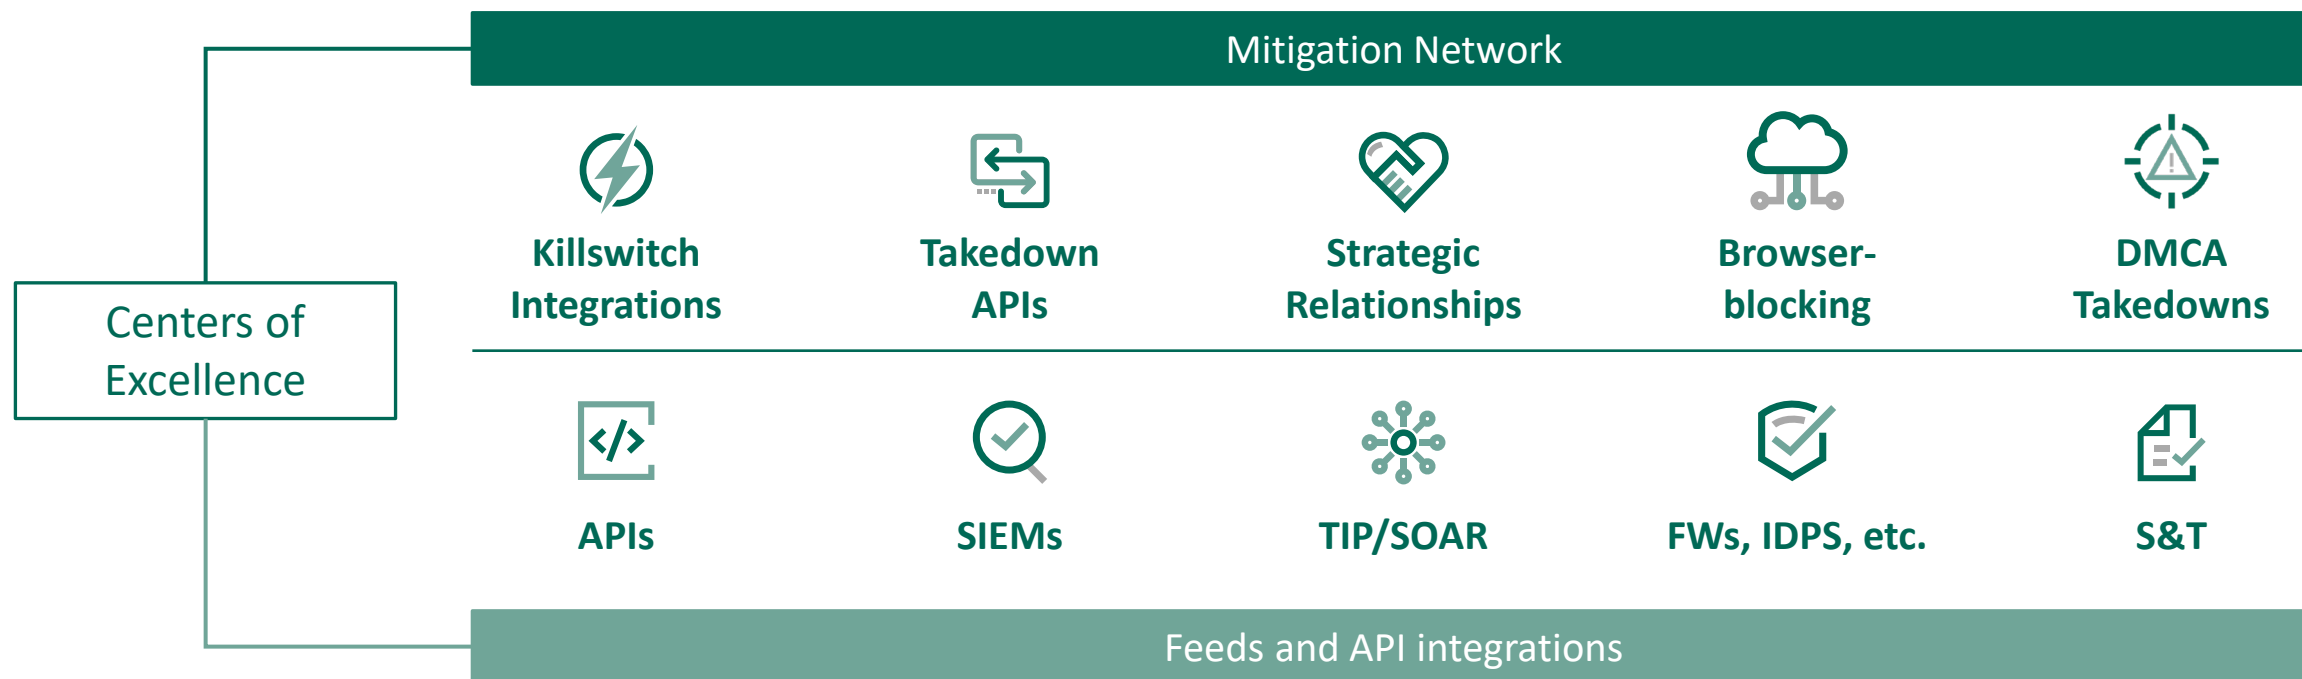 Mitigation Network
Killswitch
Integrations
Takedown
APIs
Strategic
Relationships
Browser-
blocking
DMCA
Takedowns
Centers of
Excellence
APIs
SIEMs
TIP/SOAR
FWs, IDPS, etc.
S&T
Feeds and API integrations